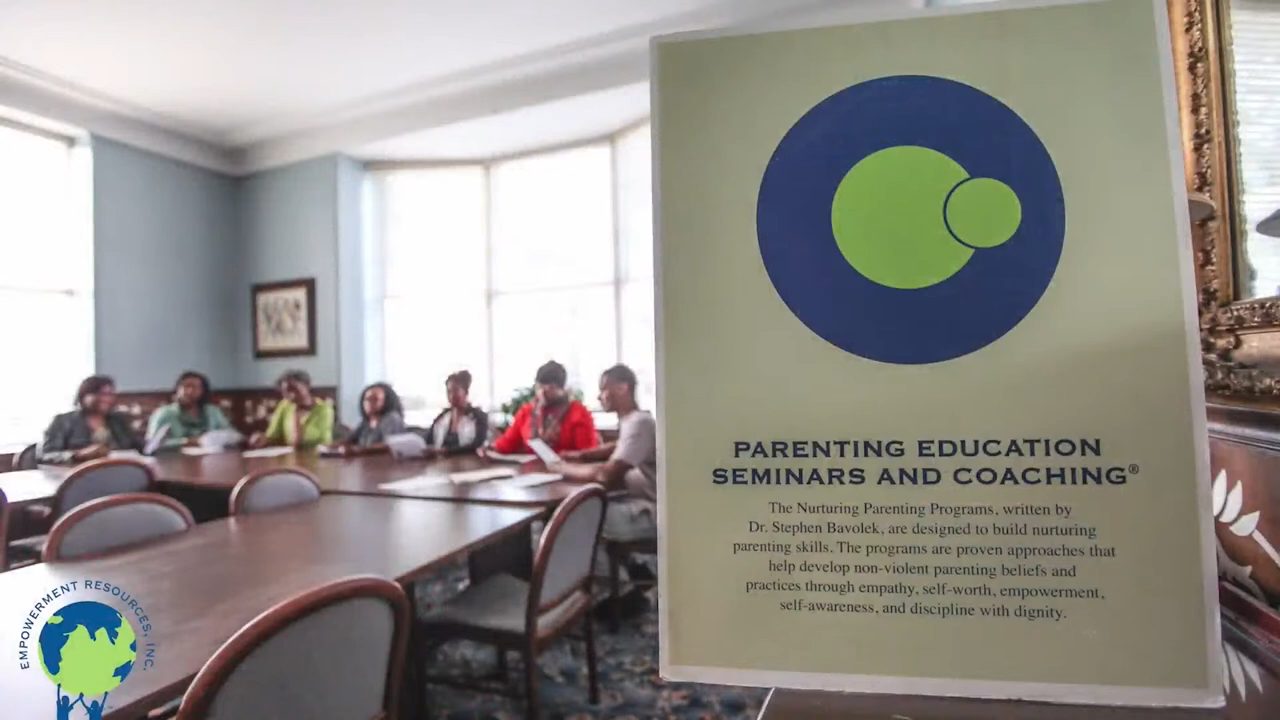 PARENTING EDUCATION
SEMINARS AND COACHING®
The Nurturing Parenting Programs, written by
Dr. Stephen Bavolek, are designed to build nurturing
parenting skills. The programs are proven approaches that
help develop non-violent parenting beliefs and
practices through empathy, self-worth, empowerment,
self-awareness, and discipline with dignity.
EMPOWERMENT RESOURCES, INC.